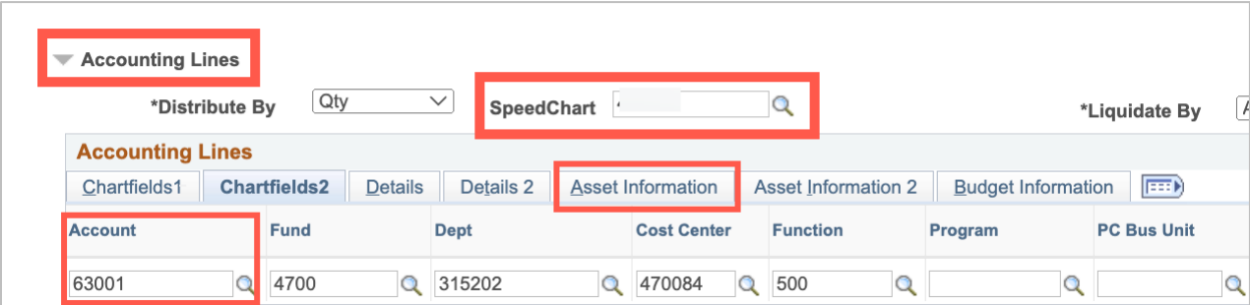 Accounting Lines
*Distribute By Qty SpeedChart *Liquidate By
Accounting Lines
Chartfields1 Chartfields2 Details Details 2 Asset Information Asset Information 2 Budget Information
Account Fund Dept Cost Center Function Program PC Bus Unit
63001 4700 315202 470084 500